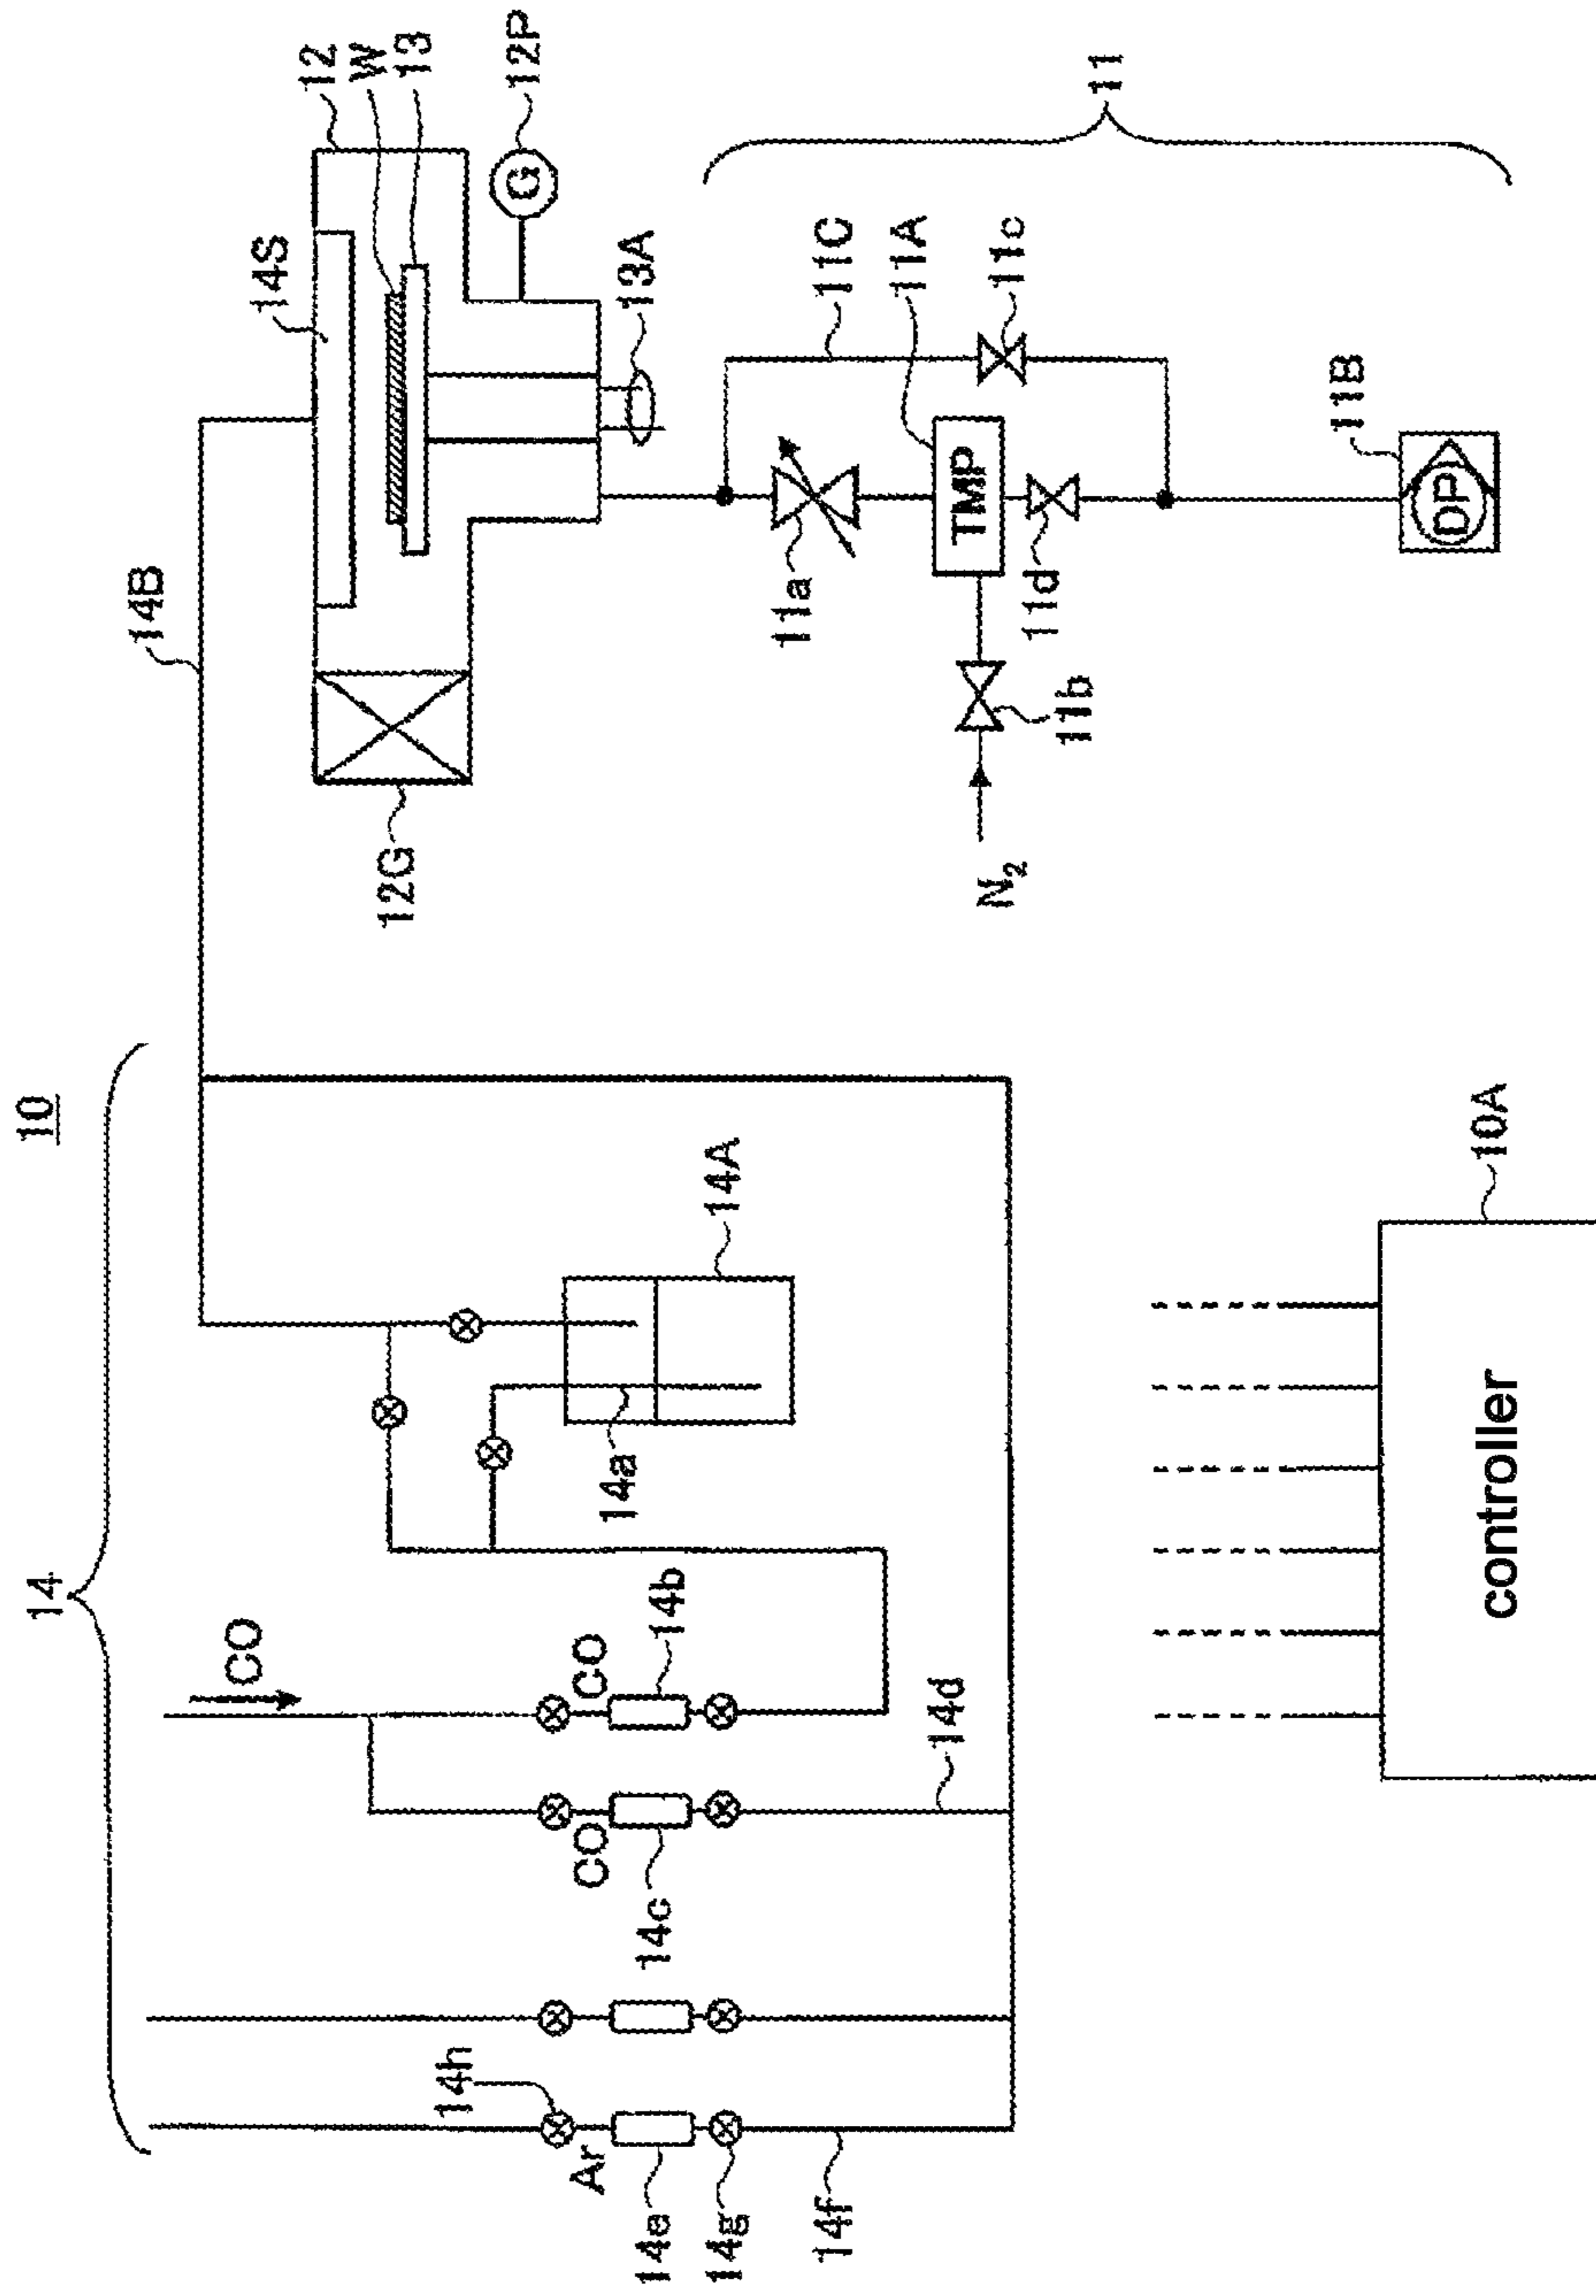 10
14
CO
14B
14S
12
W
13
12P
G
13A
12G
11
11C
11A
11c
11a
TMP
11d
11b
N₂
11B
DP
14A
14a
CO
14b
CO
14c
14d
14h
Ar
14e
14g
14f
10A
controller